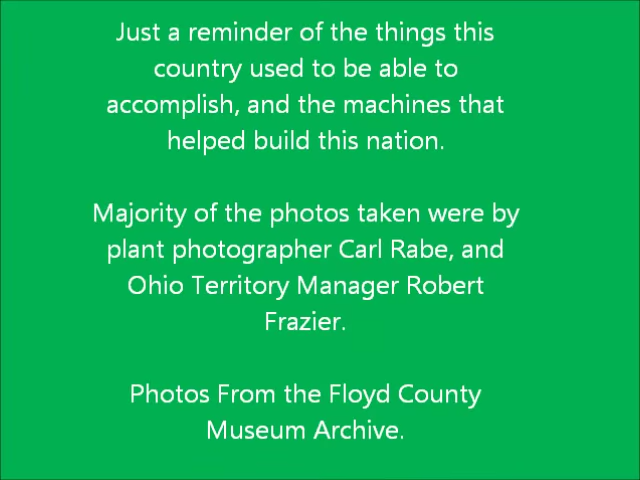 Just a reminder of the things this
country used to be able to
accomplish, and the machines that
helped build this nation.
Majority of the photos taken were by
plant photographer Carl Rabe, and
Ohio Territory Manager Robert
Frazier.
Photos From the Floyd County
Museum Archive.